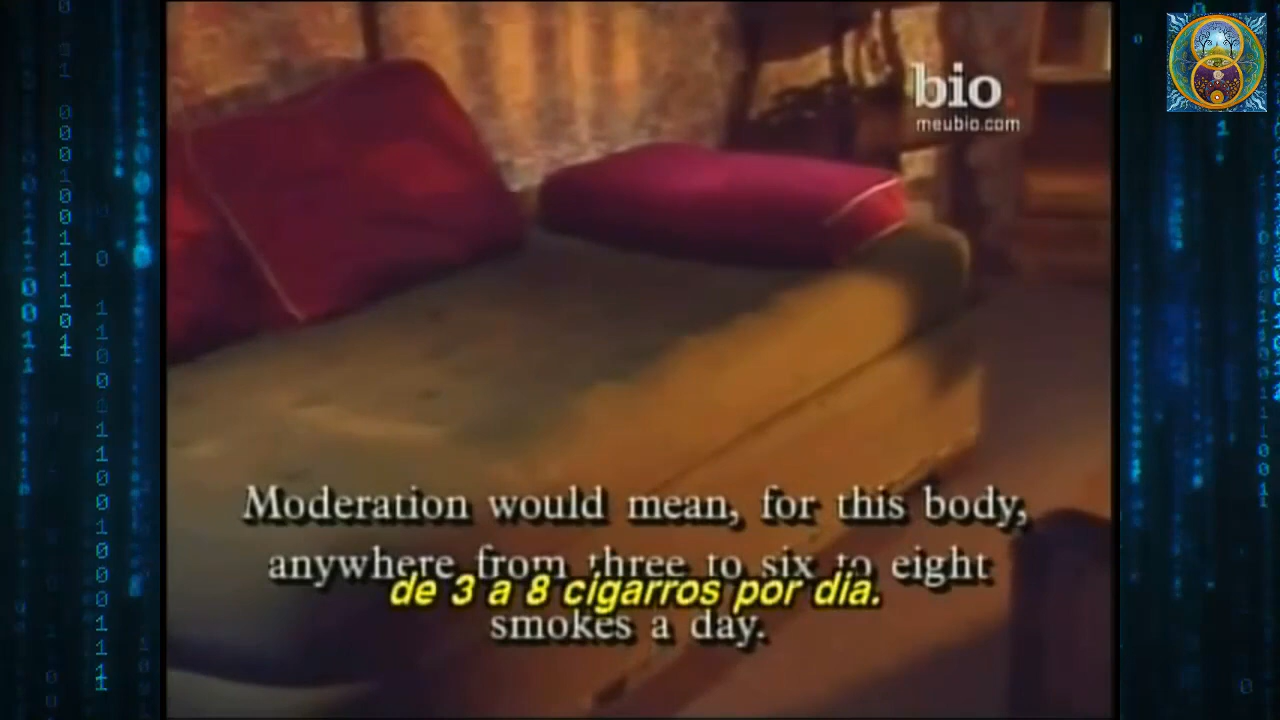 bio.
meubio.com
Moderation would mean, for this body,
anywhere from three to six to eight
de 3 a 8 cigarros por dia.
smokes a day.